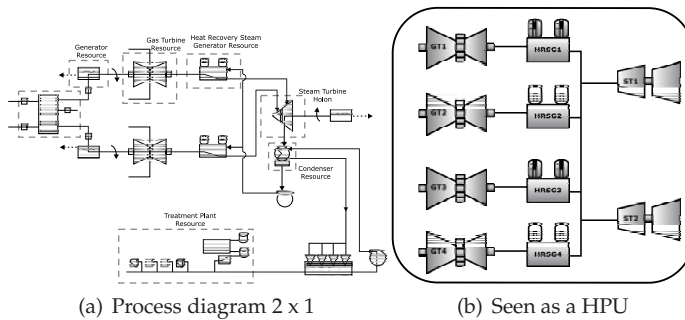 Generator
Resource
Gas Turbine
Resource
Heat Recovery Steam
Generator Resource
Steam Turbine
Holon
Condenser
Resource
Treatment Plant
Resource
GT1
HRSG1
ST1
GT2
HRSG2
GT3
HRSG3
ST2
GT4
HRSG4
(a) Process diagram 2 x 1
(b) Seen as a HPU